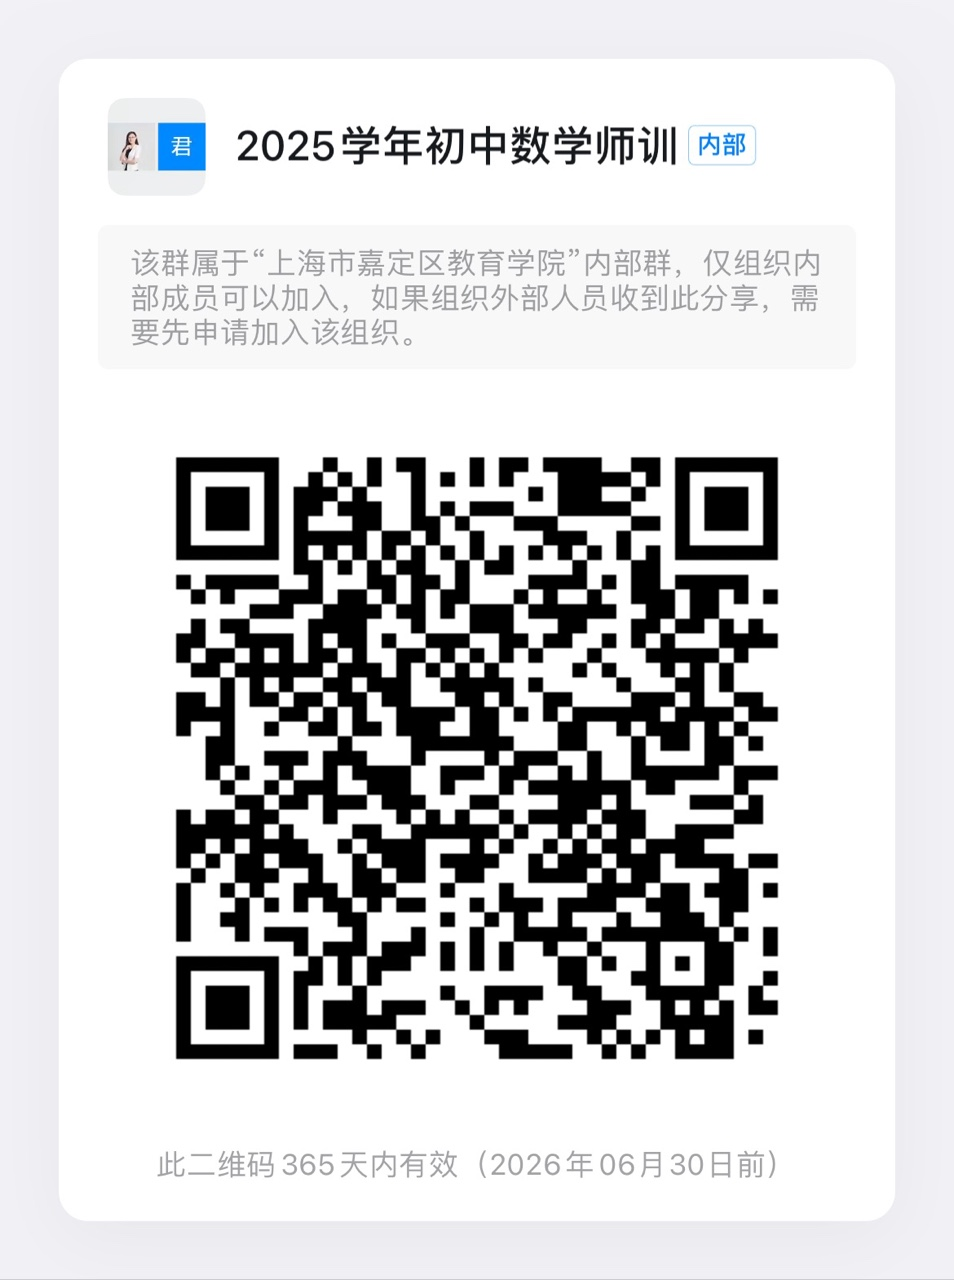 君
2025学年初中数学师训 内部
该群属于“上海市嘉定区教育学院”内部群，仅组织内
部成员可以加入，如果组织外部人员收到此分享，需
要先申请加入该组织。
此二维码365天内有效（2026年06月30日前）